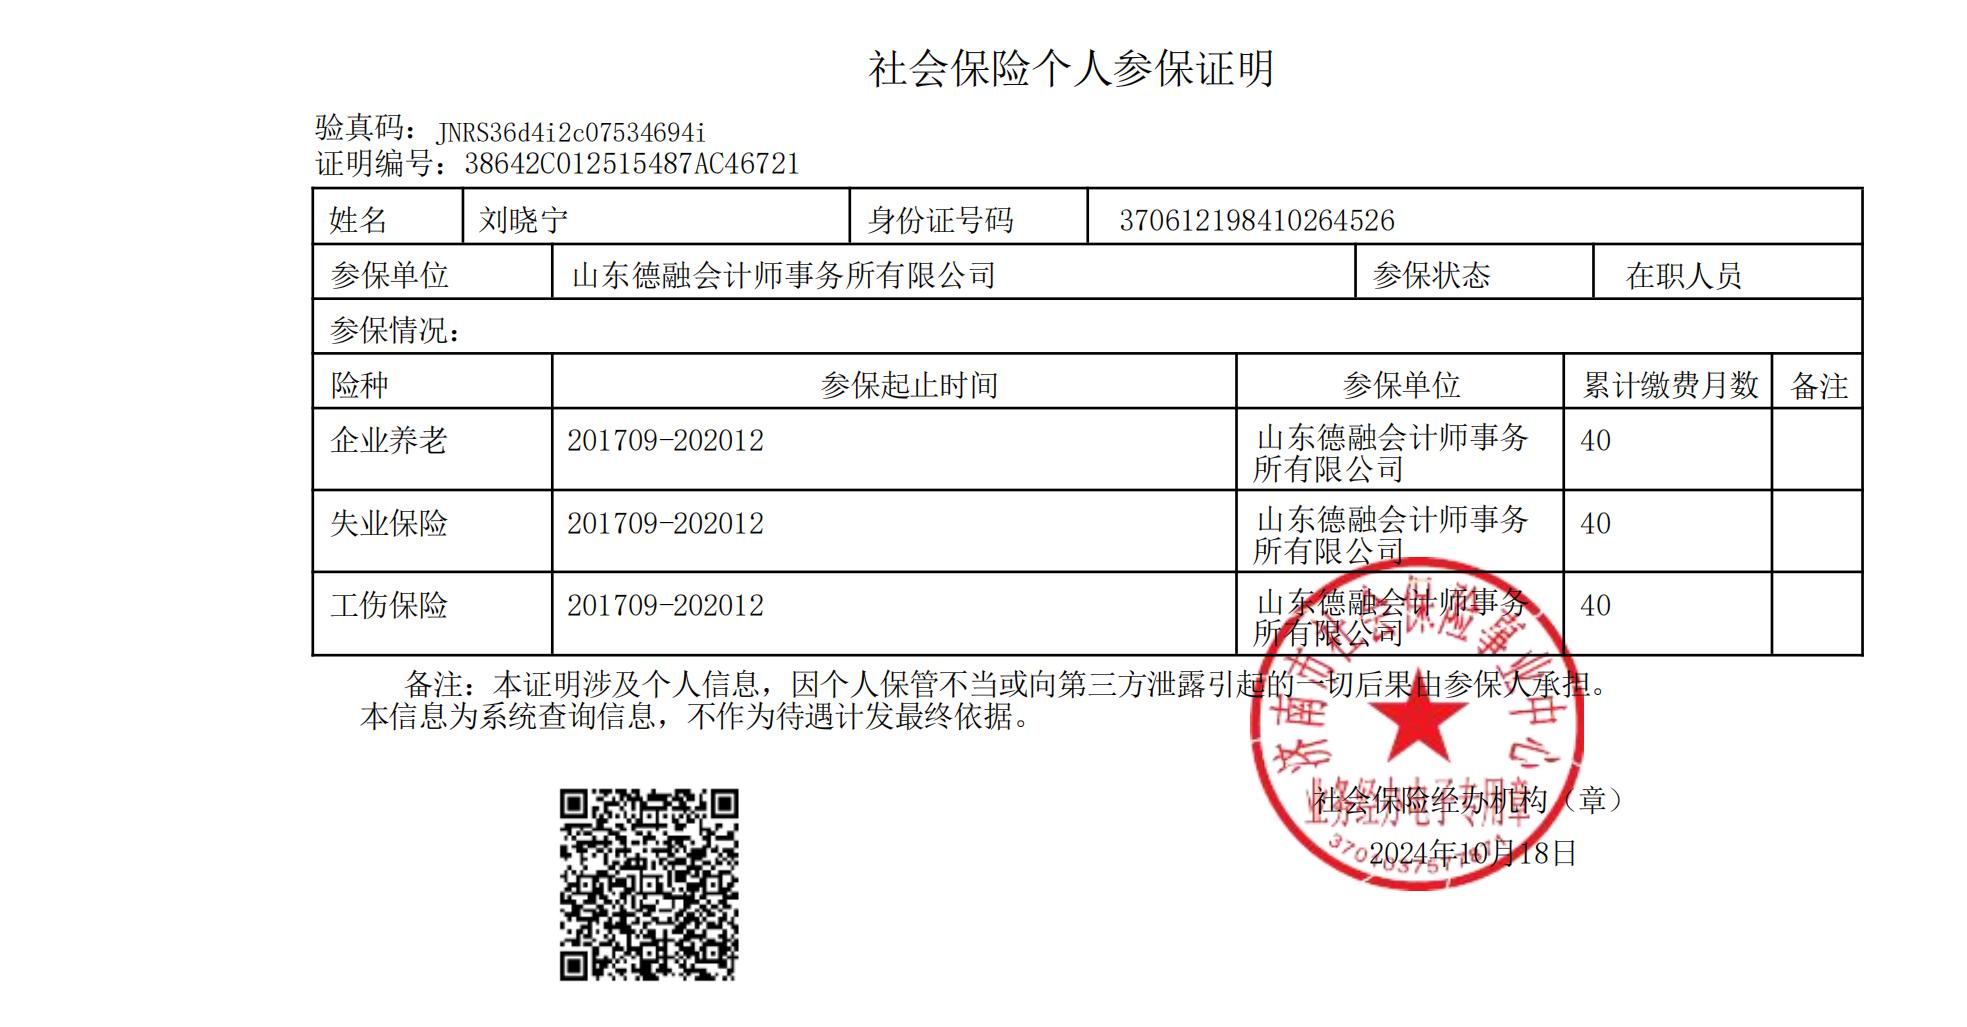 社会保险个人参保证明
验真码：JNRS36d4i2c07534694i
证明编号：38642C012515487AC46721
姓名 刘晓宁 身份证号码 370612198410264526
参保单位 山东德融会计师事务所有限公司 参保状态 在职人员
参保情况：
险种 参保起止时间 参保单位 累计缴费月数 备注
企业养老 201709-202012 山东德融会计师事务 40
所有限公司
失业保险 201709-202012 山东德融会计师事务 40
所有限公司
工伤保险 201709-202012 山东德融会计师事务 40
所有限公司
备注：本证明涉及个人信息，因个人保管不当或向第三方泄露引起的一切后果由参保人承担。
本信息为系统查询信息，不作为待遇计发最终依据。
济南市社会保险事业中心
业务经办电子专用章
社会保险经办机构（章）
2024年10月18日